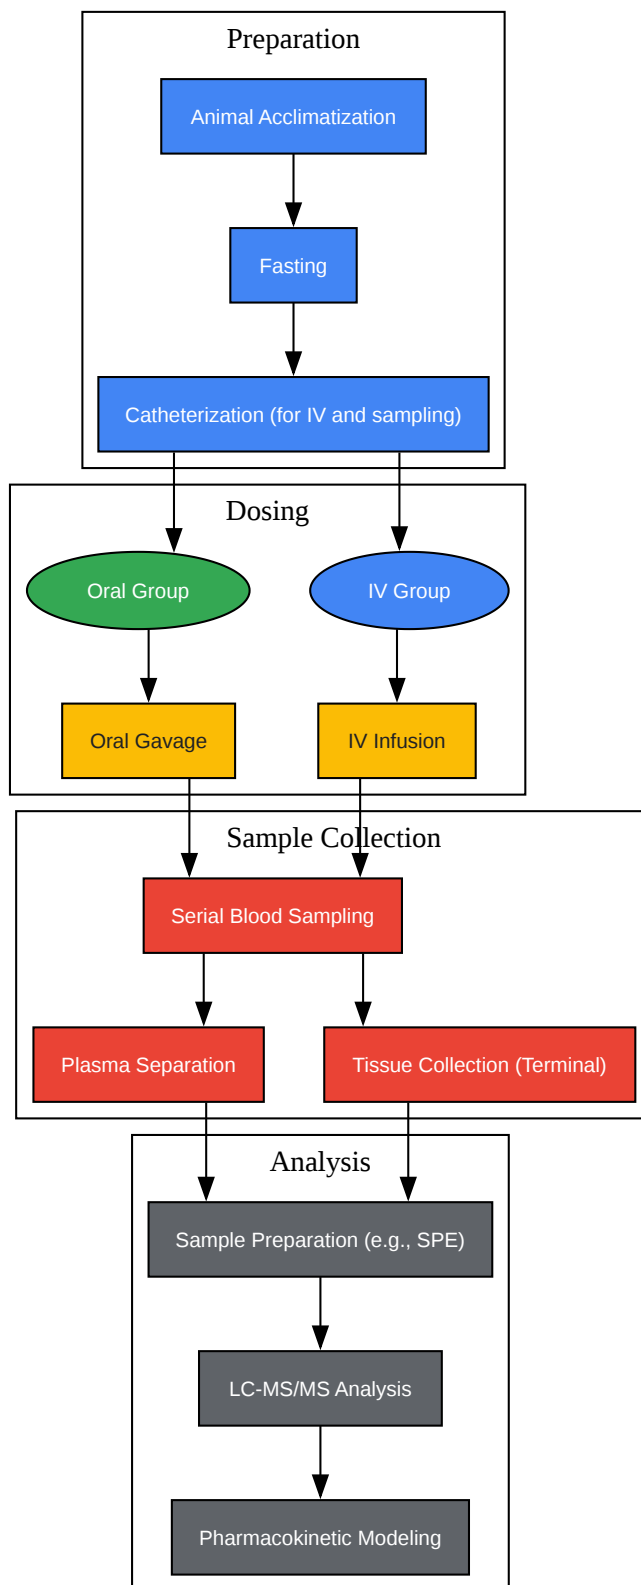 Preparation
Animal Acclimatization
Fasting
Catheterization (for IV and sampling)
Dosing
Oral Group
IV Group
Oral Gavage
IV Infusion
Sample Collection
Serial Blood Sampling
Plasma Separation
Tissue Collection (Terminal)
Analysis
Sample Preparation (e.g., SPE)
LC-MS/MS Analysis
Pharmacokinetic Modeling